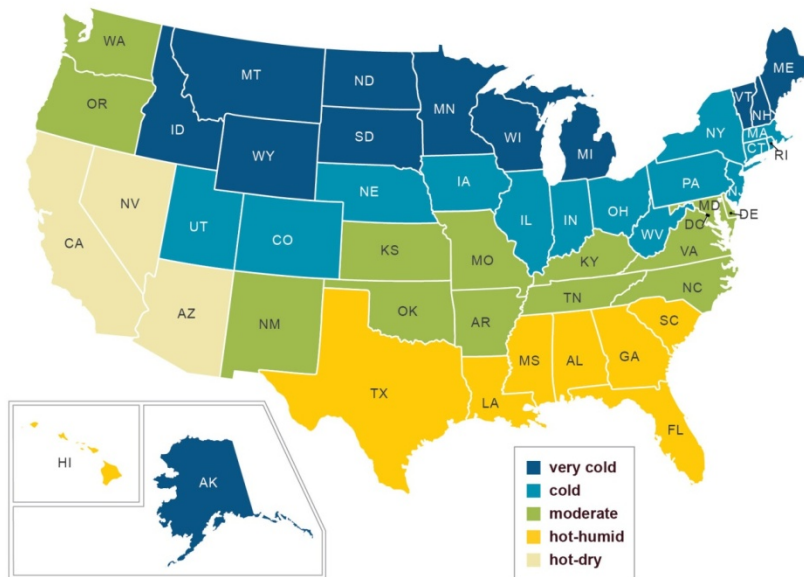 WA
MT
ND
MN
ME
VT
NH
OR
ID
SD
WI
MI
NY
MA
CT
RI
WY
NE
IA
PA
NJ
NV
UT
CO
IL
IN
OH
MD
DE
DC
WV
CA
KS
MO
KY
VA
AZ
NM
OK
AR
TN
NC
SC
TX
MS
AL
GA
LA
FL
HI
AK
very cold
cold
moderate
hot-humid
hot-dry